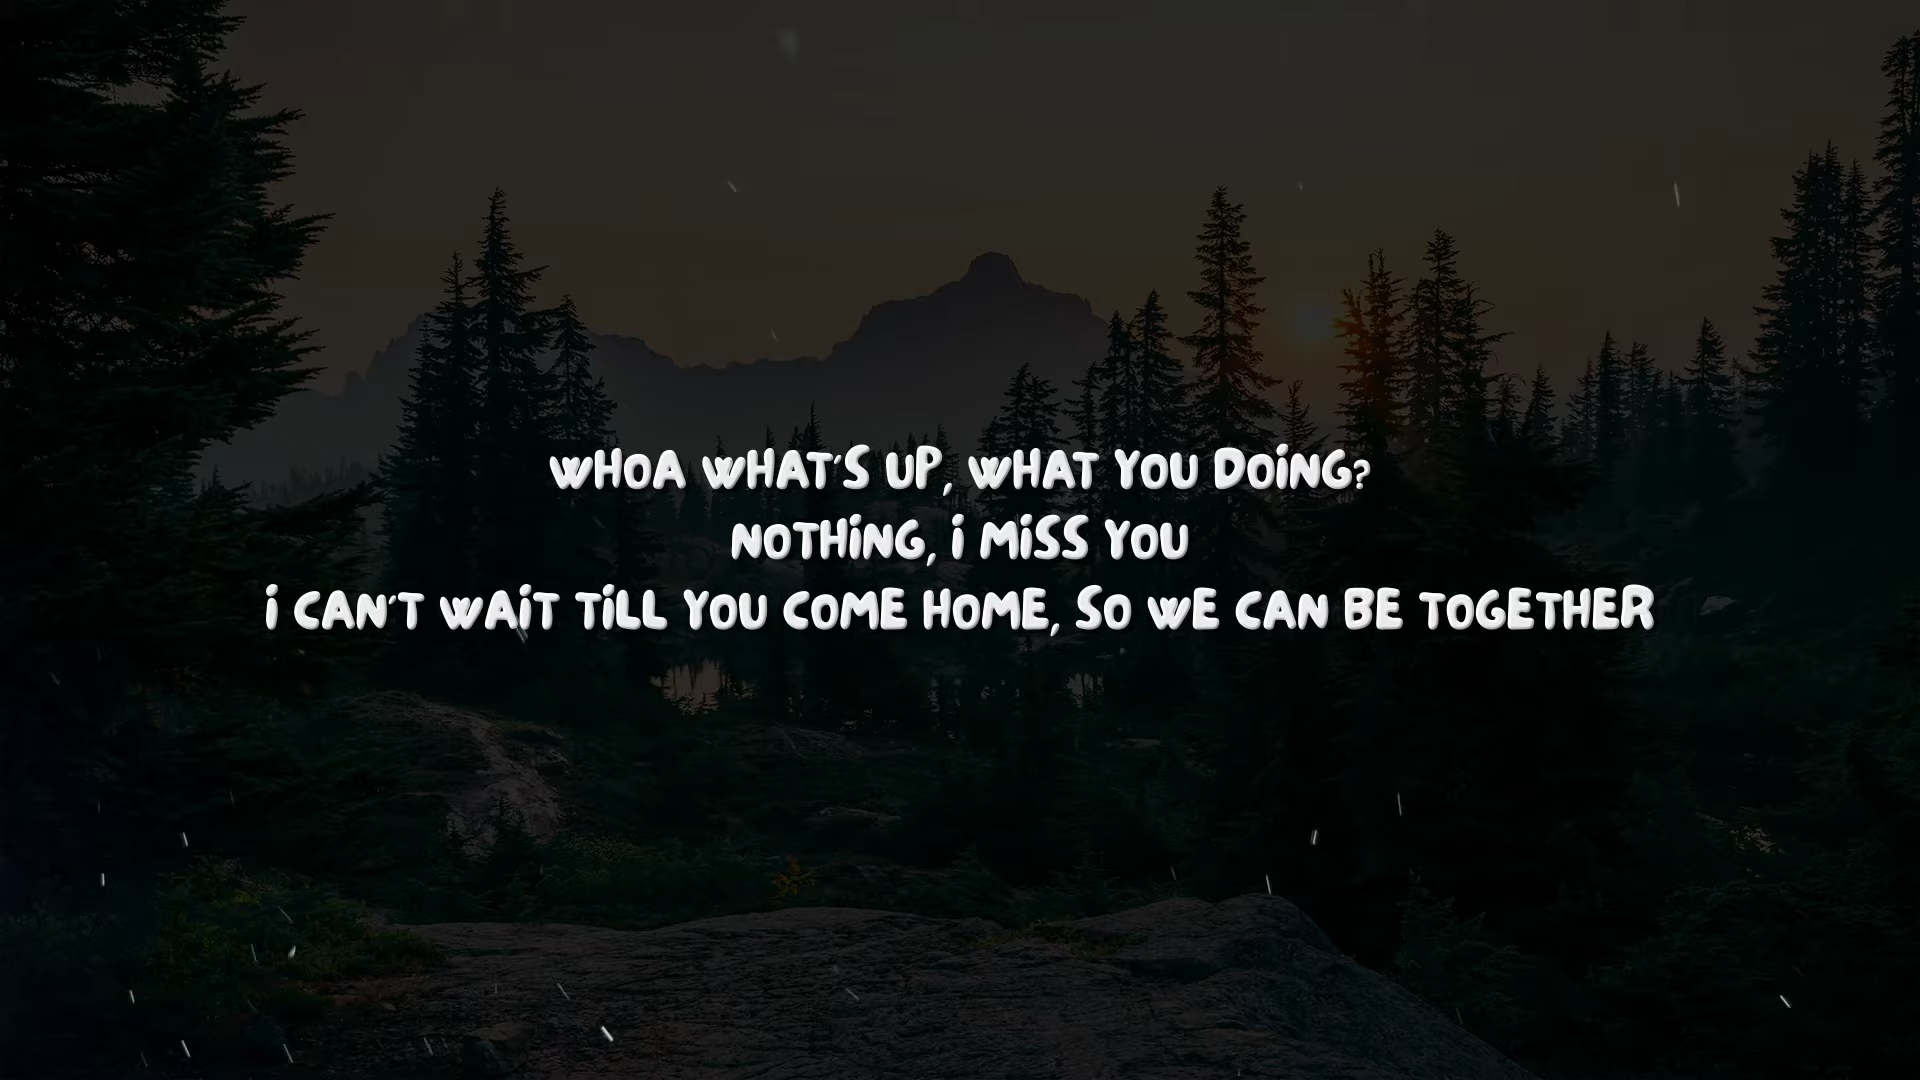 WHOA WHAT'S UP, WHAT YOU DOING?
NOTHING, I MISS YOU
I CAN'T WAIT TILL YOU COME HOME, SO WE CAN BE TOGETHER